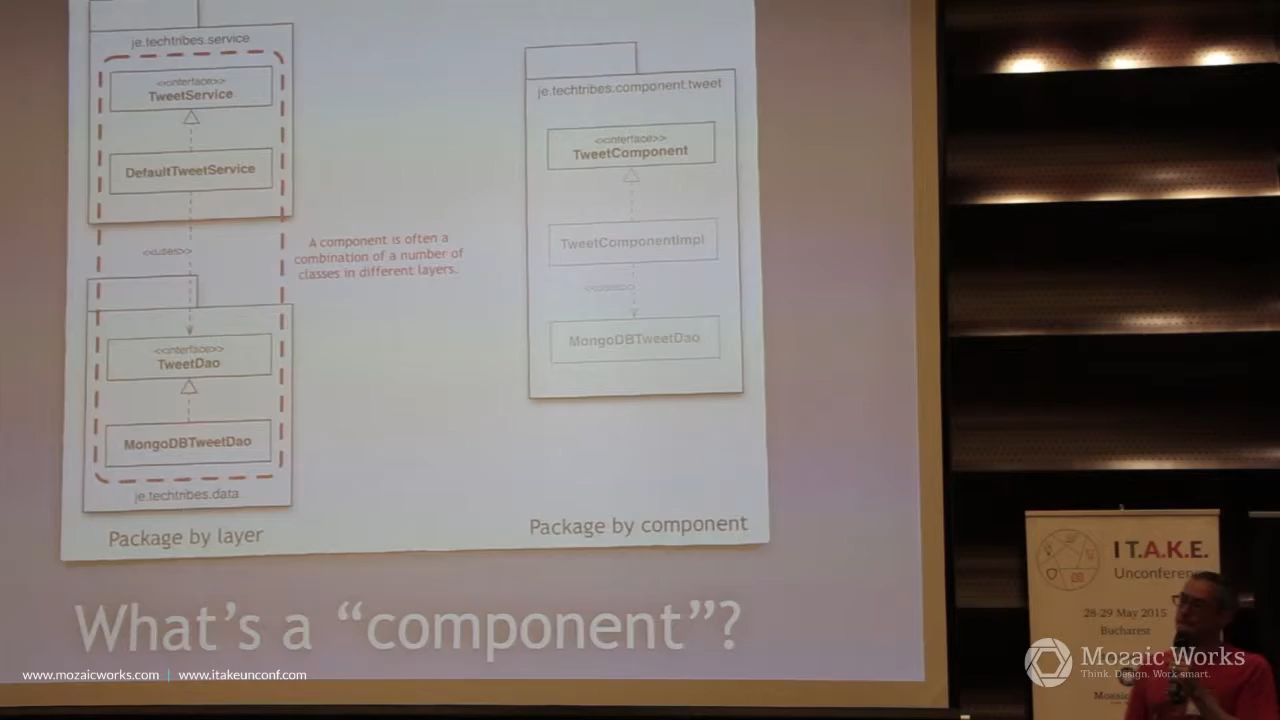 je.techtribes.service
<<interface>>
TweetService
DefaultTweetService
<<uses>>
<<interface>>
TweetDao
MongoDBTweetDao
je.techtribes.data
Package by layer
A component is often a
combination of a number of
classes in different layers.
je.techtribes.component.tweet
<<interface>>
TweetComponent
TweetComponentImpl
<<uses>>
MongoDBTweetDao
Package by component
What's a “component”?
www.mozaicworks.com | www.itakeunconf.com
I T.A.K.E.
28-29 May 2015
Bucharest
Mozaic Works
Think. Design. Work smart.